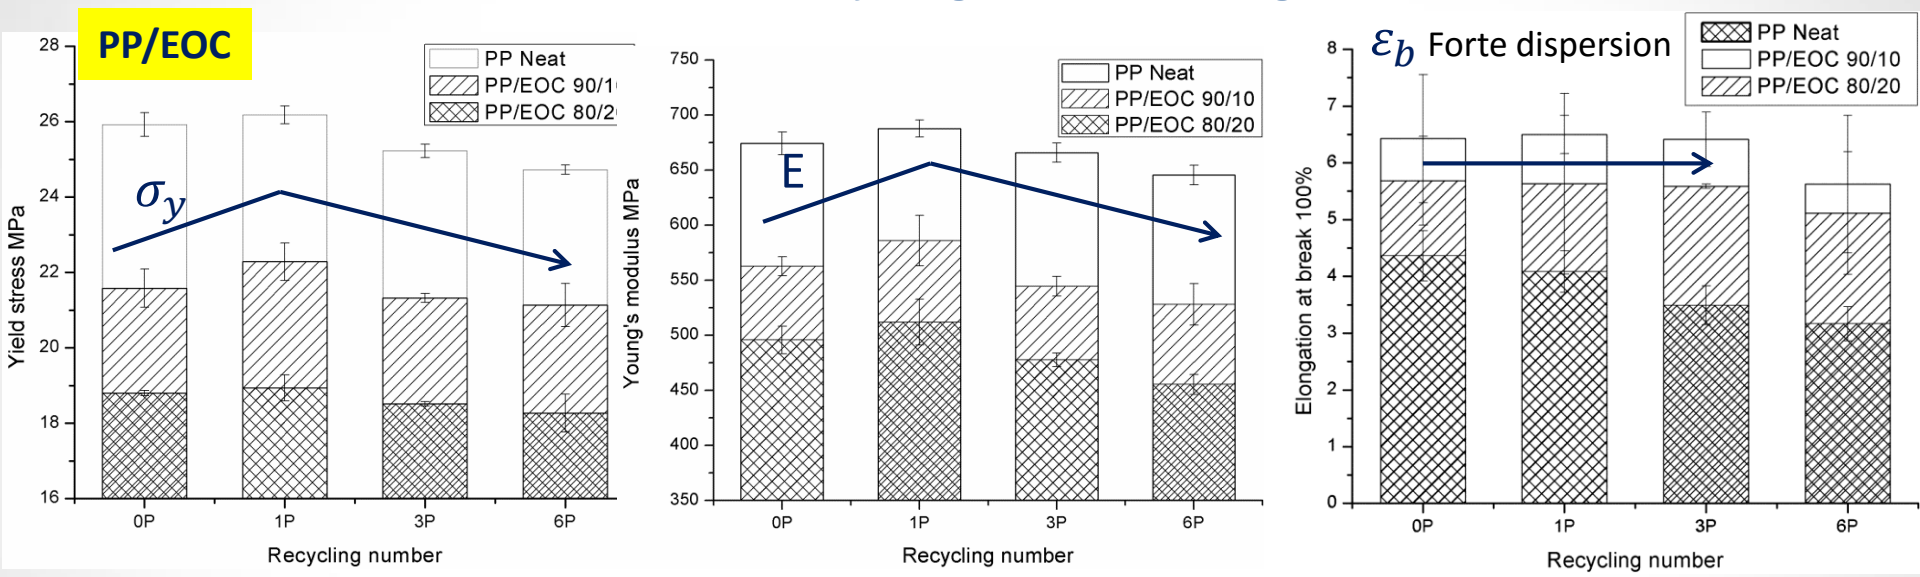 PP/EOC
28
26
24
22
20
18
16
Yield stress MPa
PP Neat
PP/EOC 90/1
PP/EOC 80/2
σy
0P
1P
3P
6P
Recycling number
750
700
650
600
550
500
450
400
350
Young's modulus MPa
PP Neat
PP/EOC 90/10
PP/EOC 80/20
E
0P
1P
3P
6P
Recycling number
εb Forte dispersion
8
7
6
5
4
3
2
1
0
Elongation at break 100%
PP Neat
PP/EOC 90/10
PP/EOC 80/20
0P
1P
3P
6P
Recycling number